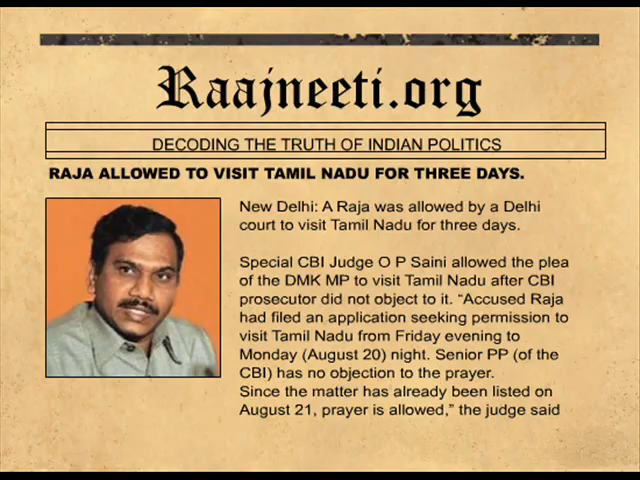 Raajneeti.org
DECODING THE TRUTH OF INDIAN POLITICS
RAJA ALLOWED TO VISIT TAMIL NADU FOR THREE DAYS.
New Delhi: A Raja was allowed by a Delhi
court to visit Tamil Nadu for three days.
Special CBI Judge O P Saini allowed the plea
of the DMK MP to visit Tamil Nadu after CBI
prosecutor did not object to it. “Accused Raja
had filed an application seeking permission to
visit Tamil Nadu from Friday evening to
Monday (August 20) night. Senior PP (of the
CBI) has no objection to the prayer.
Since the matter has already been listed on
August 21, prayer is allowed,” the judge said